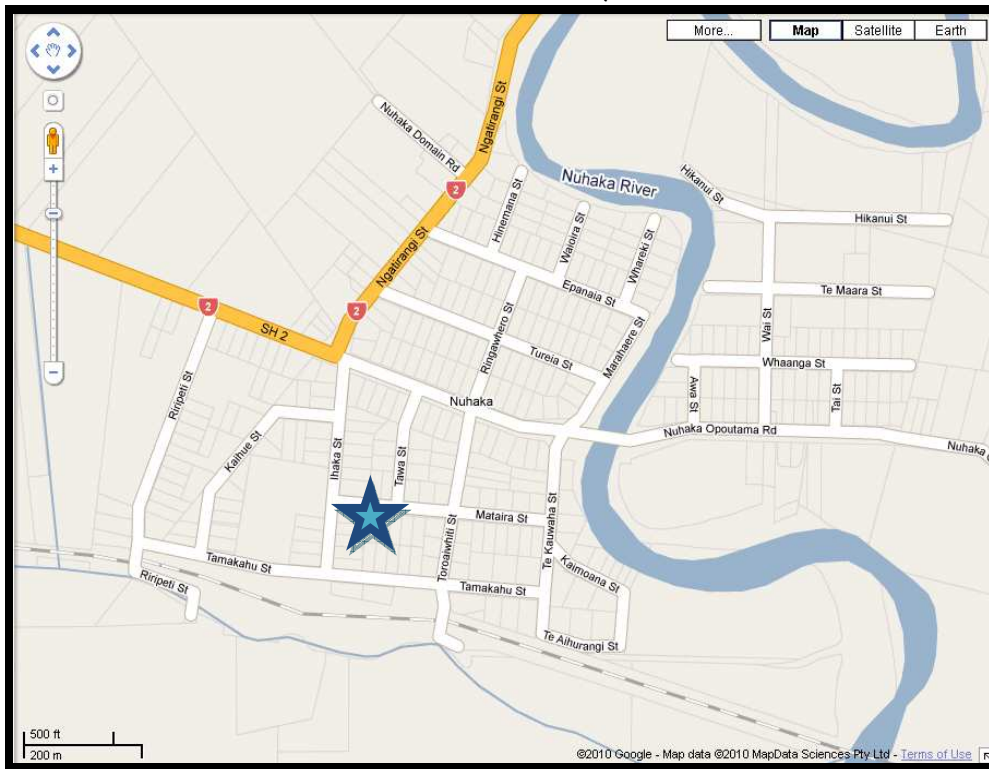 More...
Map
Satellite
Earth
Ngatirangi St
Nuhaka Domain Rd
2
Nuhaka River
Hikanui St
Hikanui St
Hinemana St
Waioira St
Whareki St
Ngatirangi St
Epanaia St
Te Maara St
2
2
SH 2
Ringawhero St
Tureia St
Marahaere St
Wai St
Whaanga St
Riripeti St
Nuhaka
Awa St
Tai St
Nuhaka Opoutama Rd
Nuhaka
Kaihue St
Ihaka St
Tawa St
Mataira St
Te Kauwaha St
Toroaiwhiti St
Tamakahu St
Kaimoana St
Riripeti St
Tamakahu St
Te Aihurangi St
500 ft
200 m
©2010 Google - Map data ©2010 MapData Sciences Pty Ltd - Terms of Use